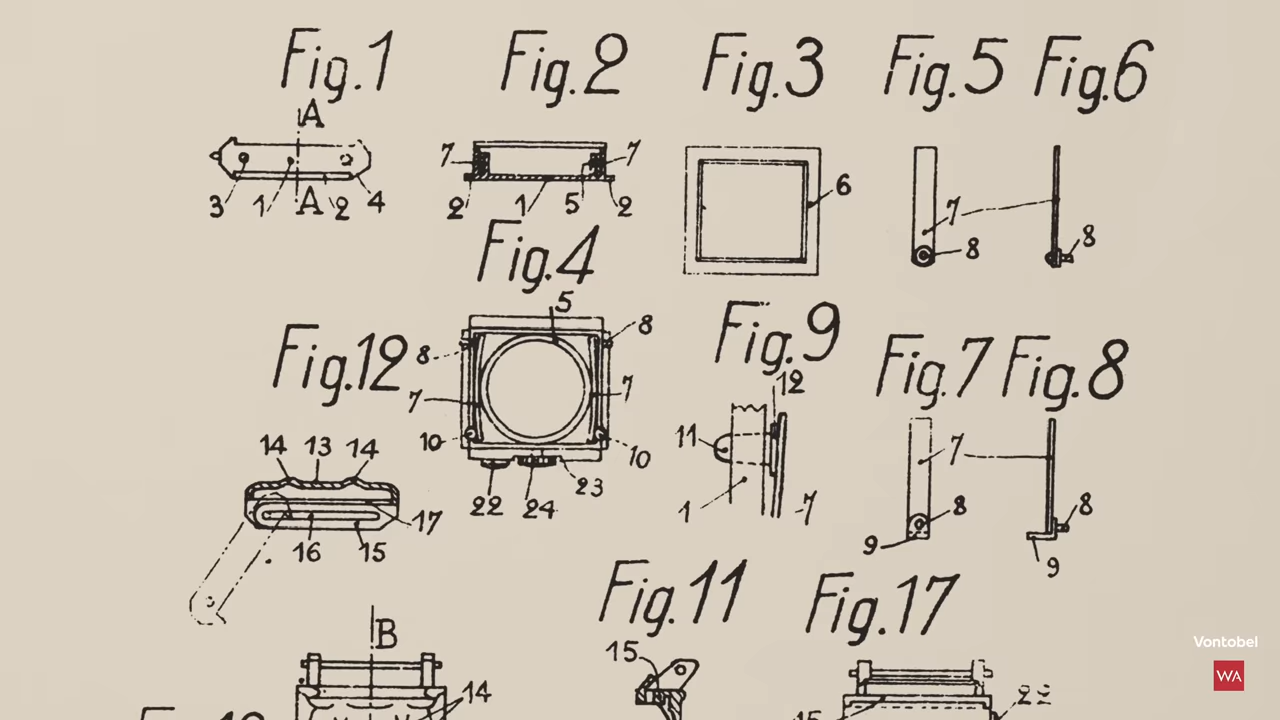 Fig.1 Fig.2 Fig.3 Fig.5 Fig.6
A
7 7
3 1 A 2 4
2 1 5 2
6
7
8 8
Fig.4
5
8 8
7 7
10 10
22 24 23
Fig.12
14 13 14
17
16 15
Fig.9
12
11
1 7
Fig.7 Fig.8
7
8 8
9 9
B
14
Fig.11
15
Fig.17
15 22
Vontobel
WA